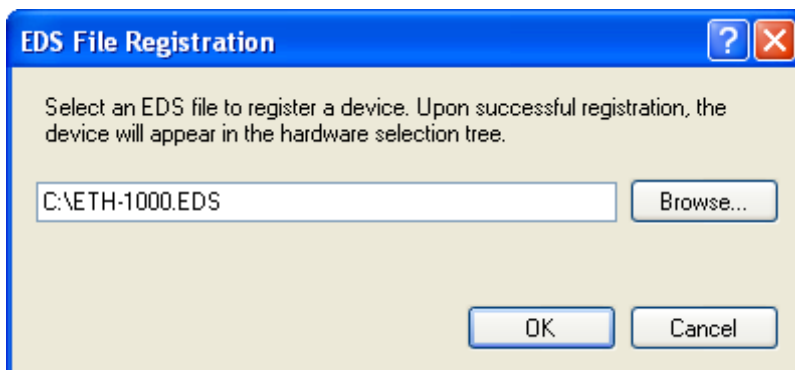 EDS File Registration
?
Select an EDS file to register a device. Upon successful registration, the
device will appear in the hardware selection tree.
C:\ETH-1000.EDS
Browse...
OK
Cancel